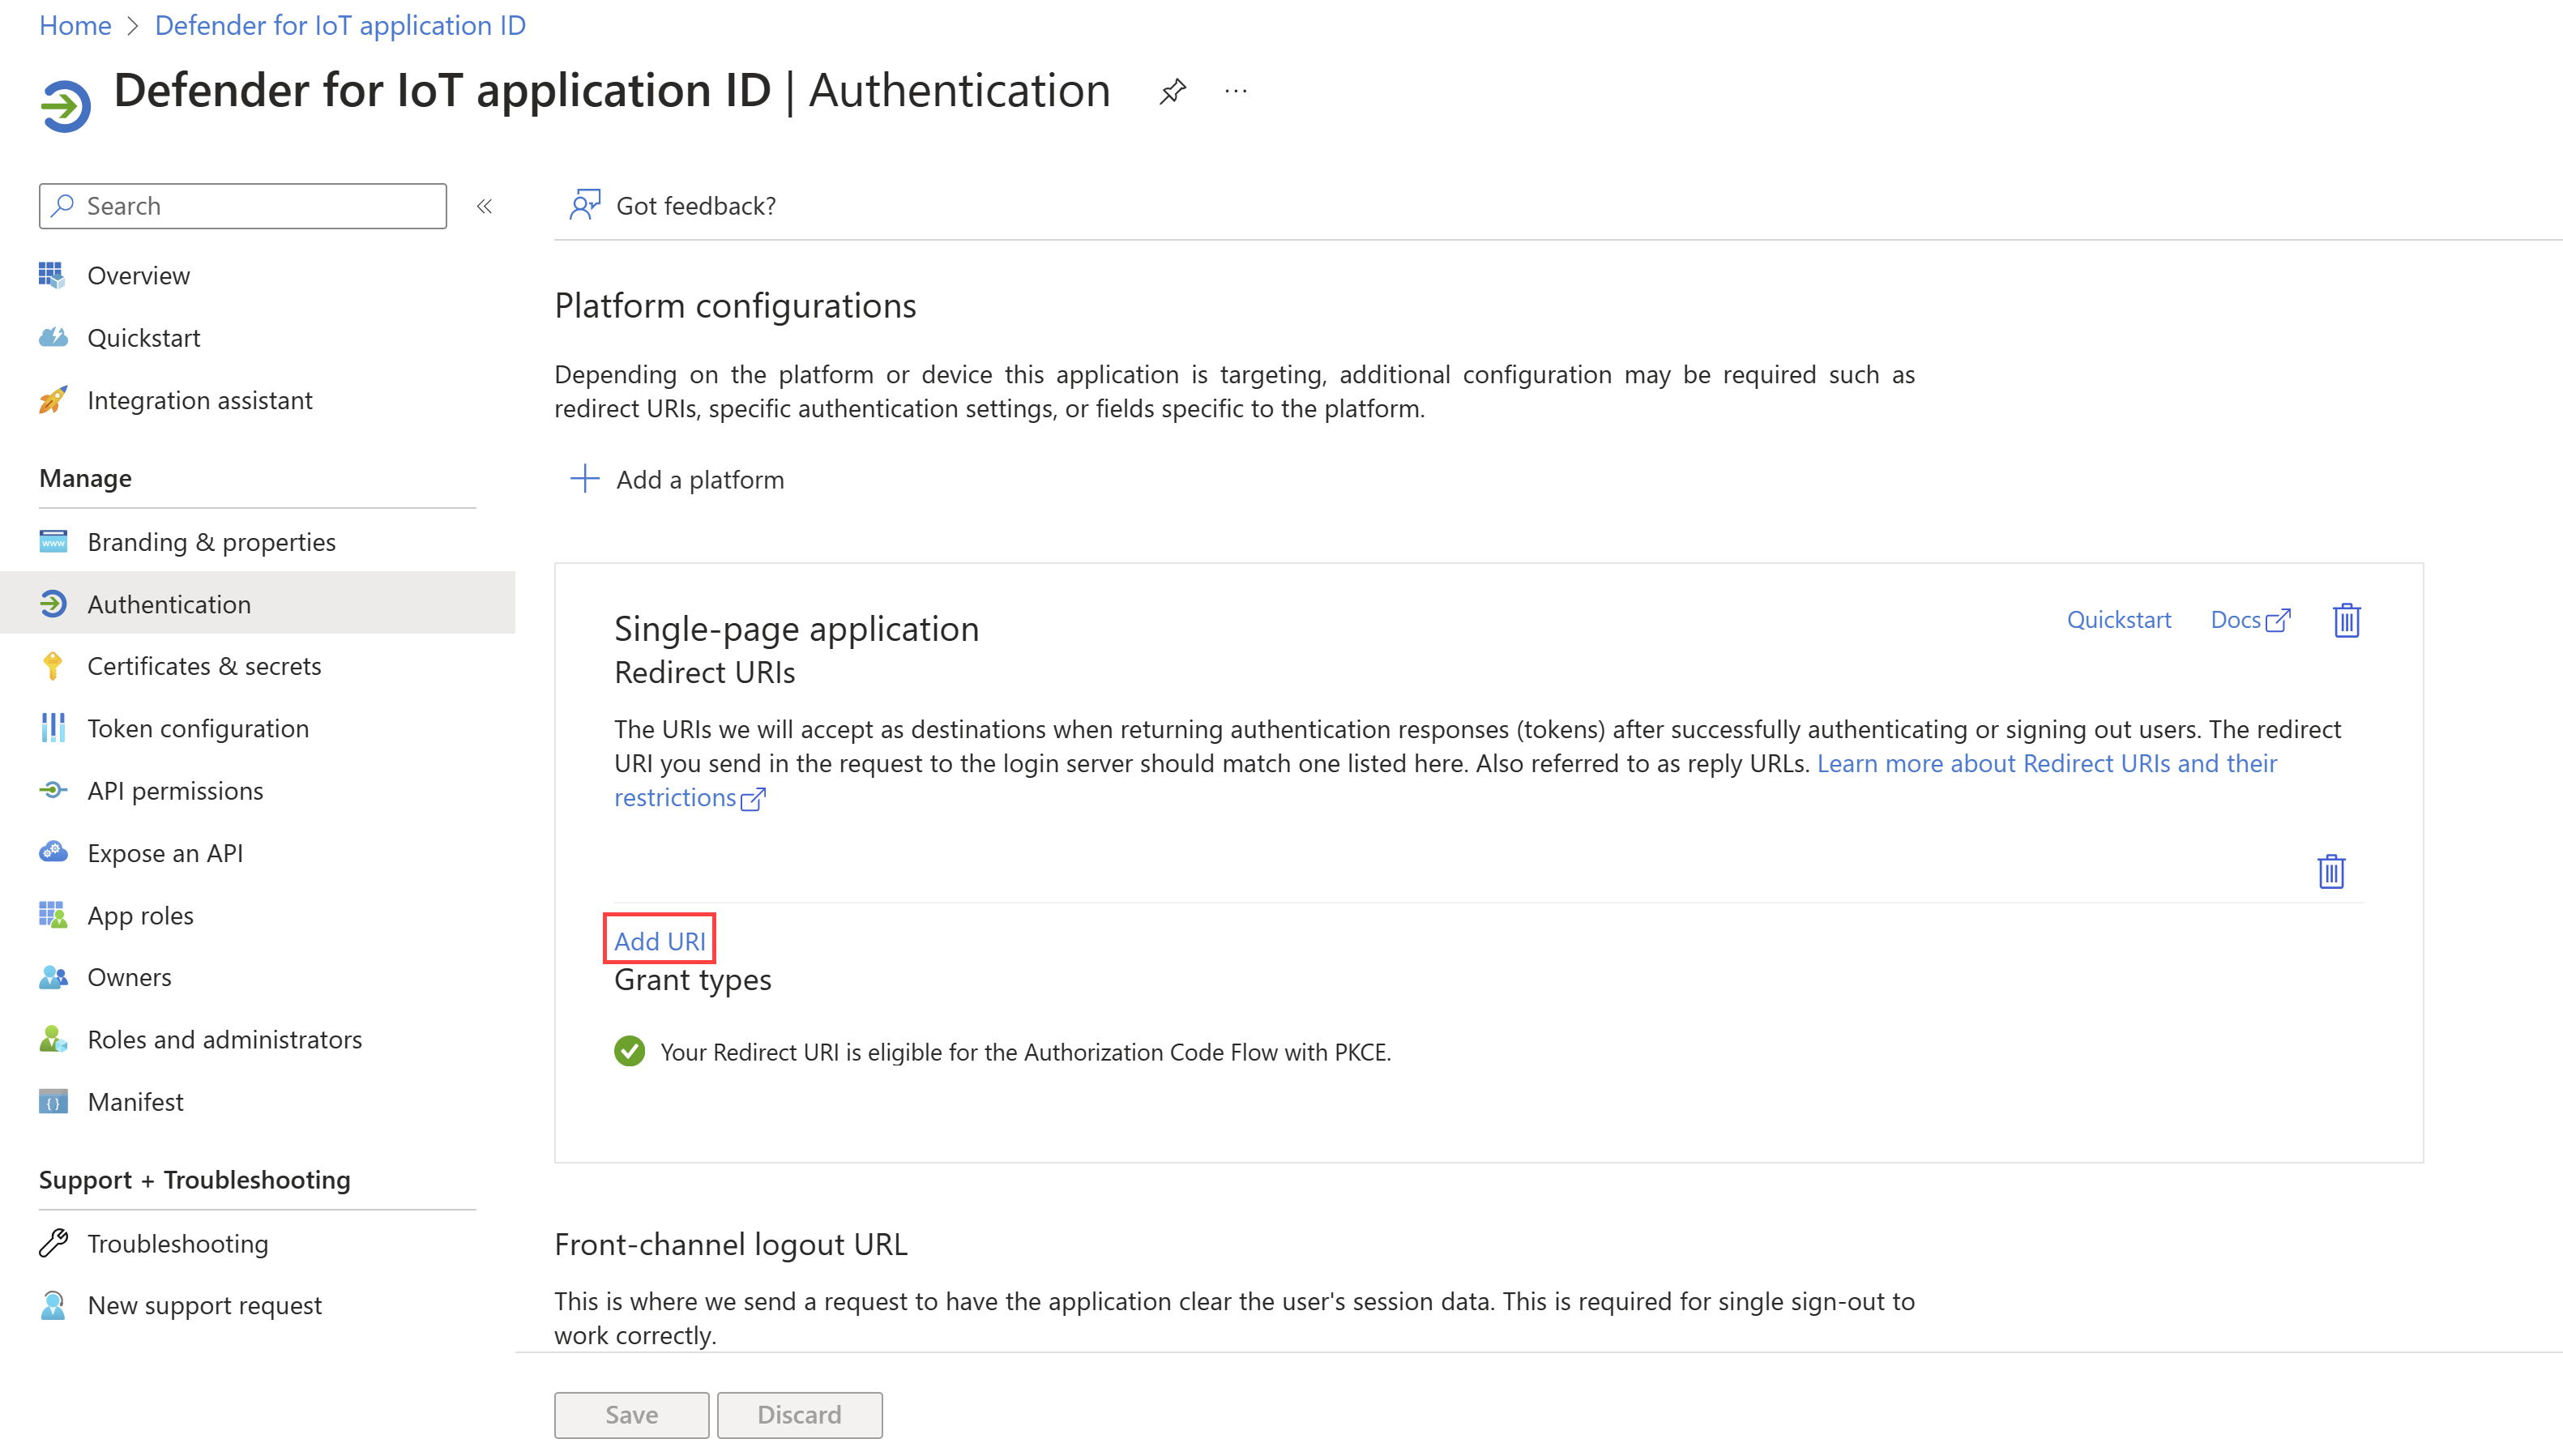 Home > Defender for IoT application ID
Defender for IoT application ID | Authentication ...
Search «
Overview
Quickstart
Integration assistant
Manage
Branding & properties
Authentication
Certificates & secrets
Token configuration
API permissions
Expose an API
App roles
Owners
Roles and administrators
Manifest
Support + Troubleshooting
Troubleshooting
New support request
Got feedback?
Platform configurations
Depending on the platform or device this application is targeting, additional configuration may be required such as
redirect URIs, specific authentication settings, or fields specific to the platform.
Add a platform
Single-page application
Quickstart Docs
Redirect URIs
The URIs we will accept as destinations when returning authentication responses (tokens) after successfully authenticating or signing out users. The redirect
URI you send in the request to the login server should match one listed here. Also referred to as reply URLs. Learn more about Redirect URIs and their
restrictions
Add URI
Grant types
Your Redirect URI is eligible for the Authorization Code Flow with PKCE.
Front-channel logout URL
This is where we send a request to have the application clear the user's session data. This is required for single sign-out to
work correctly.
Save Discard